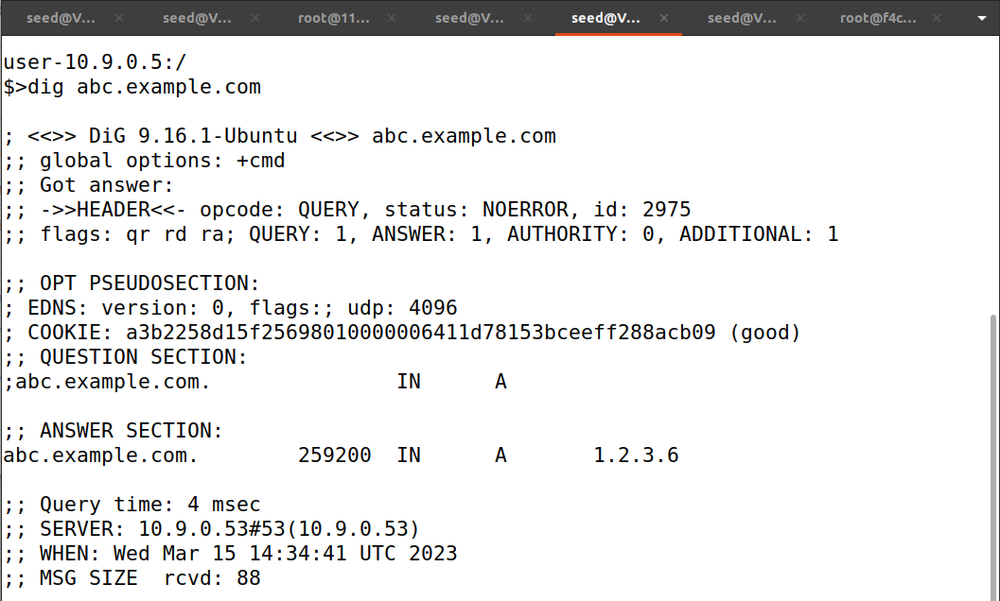 seed@V... × seed@V... × root@11... × seed@V... × seed@V... × seed@V... × root@f4c... ×
user-10.9.0.5:/
$>dig abc.example.com
; <<>> DiG 9.16.1-Ubuntu <<>> abc.example.com
;; global options: +cmd
;; Got answer:
;; ->>HEADER<<- opcode: QUERY, status: NOERROR, id: 2975
;; flags: qr rd ra; QUERY: 1, ANSWER: 1, AUTHORITY: 0, ADDITIONAL: 1
;; OPT PSEUDOSECTION:
; EDNS: version: 0, flags:; udp: 4096
; COOKIE: a3b2258d15f25698010000006411d78153bceeff288acb09 (good)
;; QUESTION SECTION:
;abc.example.com. IN A
;; ANSWER SECTION:
abc.example.com. 259200 IN A 1.2.3.6
;; Query time: 4 msec
;; SERVER: 10.9.0.53#53(10.9.0.53)
;; WHEN: Wed Mar 15 14:34:41 UTC 2023
;; MSG SIZE  rcvd: 88